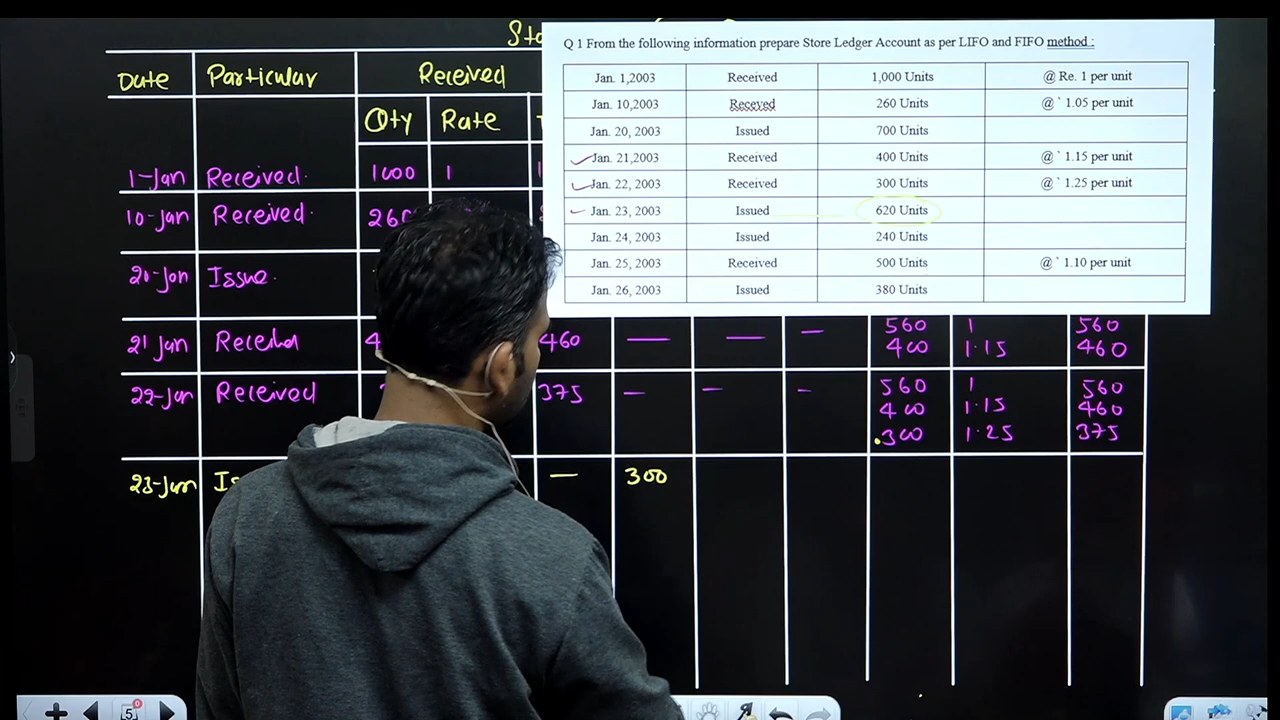 Sto
Q 1 From the following information prepare Store Ledger Account as per LIFO and FIFO method :
Jan. 1,2003 Received 1,000 Units @ Re. 1 per unit
Jan. 10,2003 Receved 260 Units @ ` 1.05 per unit
Jan. 20, 2003 Issued 700 Units
Jan. 21,2003 Received 400 Units @ ` 1.15 per unit
Jan. 22, 2003 Received 300 Units @ ` 1.25 per unit
Jan. 23, 2003 Issued 620 Units
Jan. 24, 2003 Issued 240 Units
Jan. 25, 2003 Received 500 Units @ ` 1.10 per unit
Jan. 26, 2003 Issued 380 Units
Date Particular Received
Qty Rate
1-Jan Received 1000 1
10-Jan Received 260
20-Jan Issue
560 1 560
21 Jan Received 4 460 — — — 400 1.15 460
22-Jan Received 375 — — — 560 1 560
400 1.15 460
300 1.25 375
23-Jan Is — 300
5